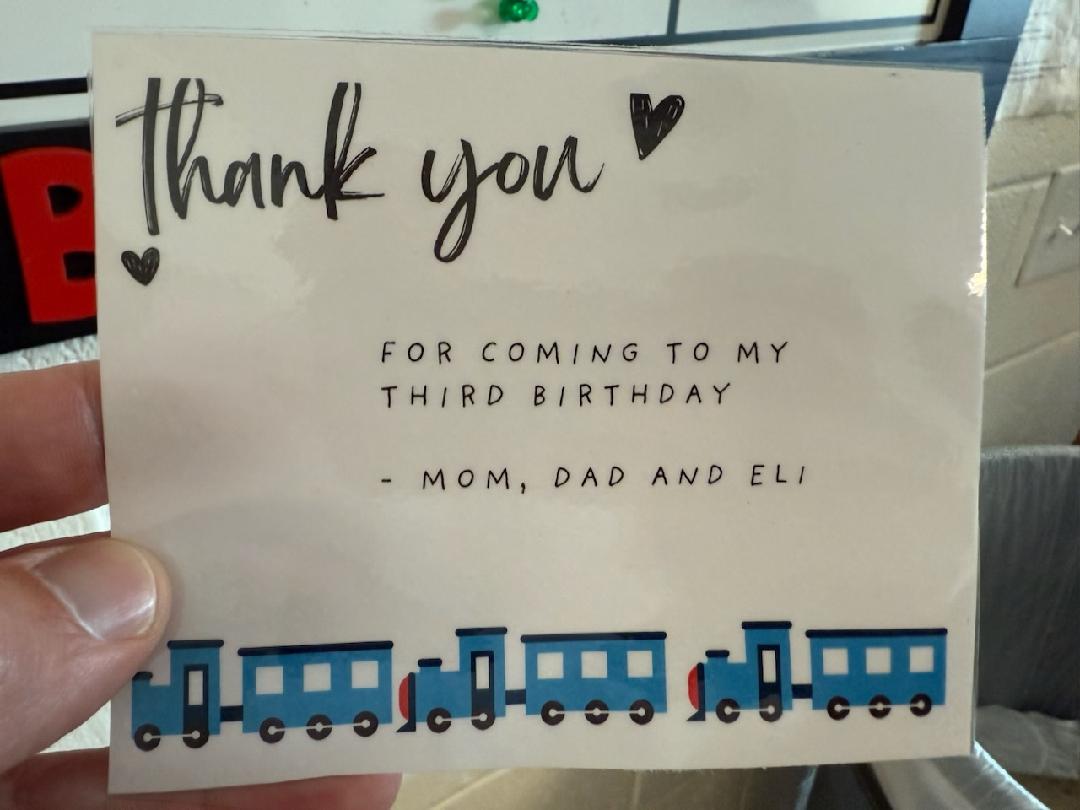 thank you
FOR COMING TO MY
THIRD BIRTHDAY
- MOM, DAD AND ELI
B